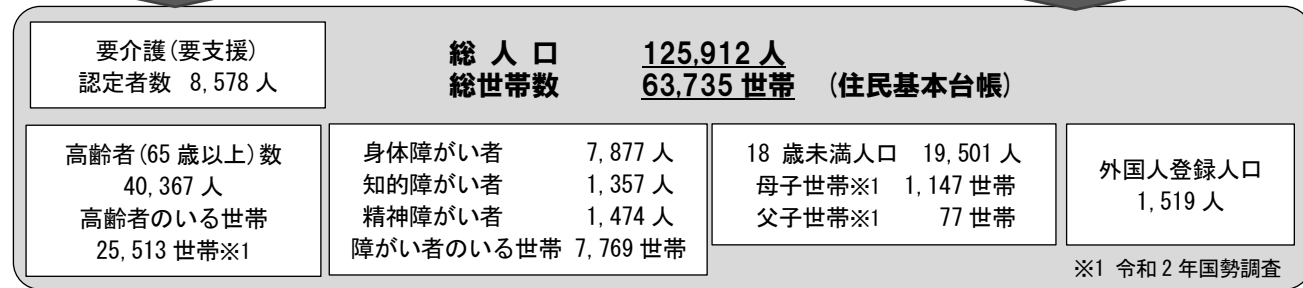 要介護(要支援)
認定者数 8,578 人
総 人 口 125,912 人
総世帯数 63,735 世帯 (住民基本台帳)
高齢者(65 歳以上)数
40,367 人
高齢者のいる世帯
25,513 世帯※1
身体障がい者 7,877 人
知的障がい者 1,357 人
精神障がい者 1,474 人
障がい者のいる世帯 7,769 世帯
18 歳未満人口 19,501 人
母子世帯※1 1,147 世帯
父子世帯※1 77 世帯
外国人登録人口
1,519 人
※1 令和2年国勢調査